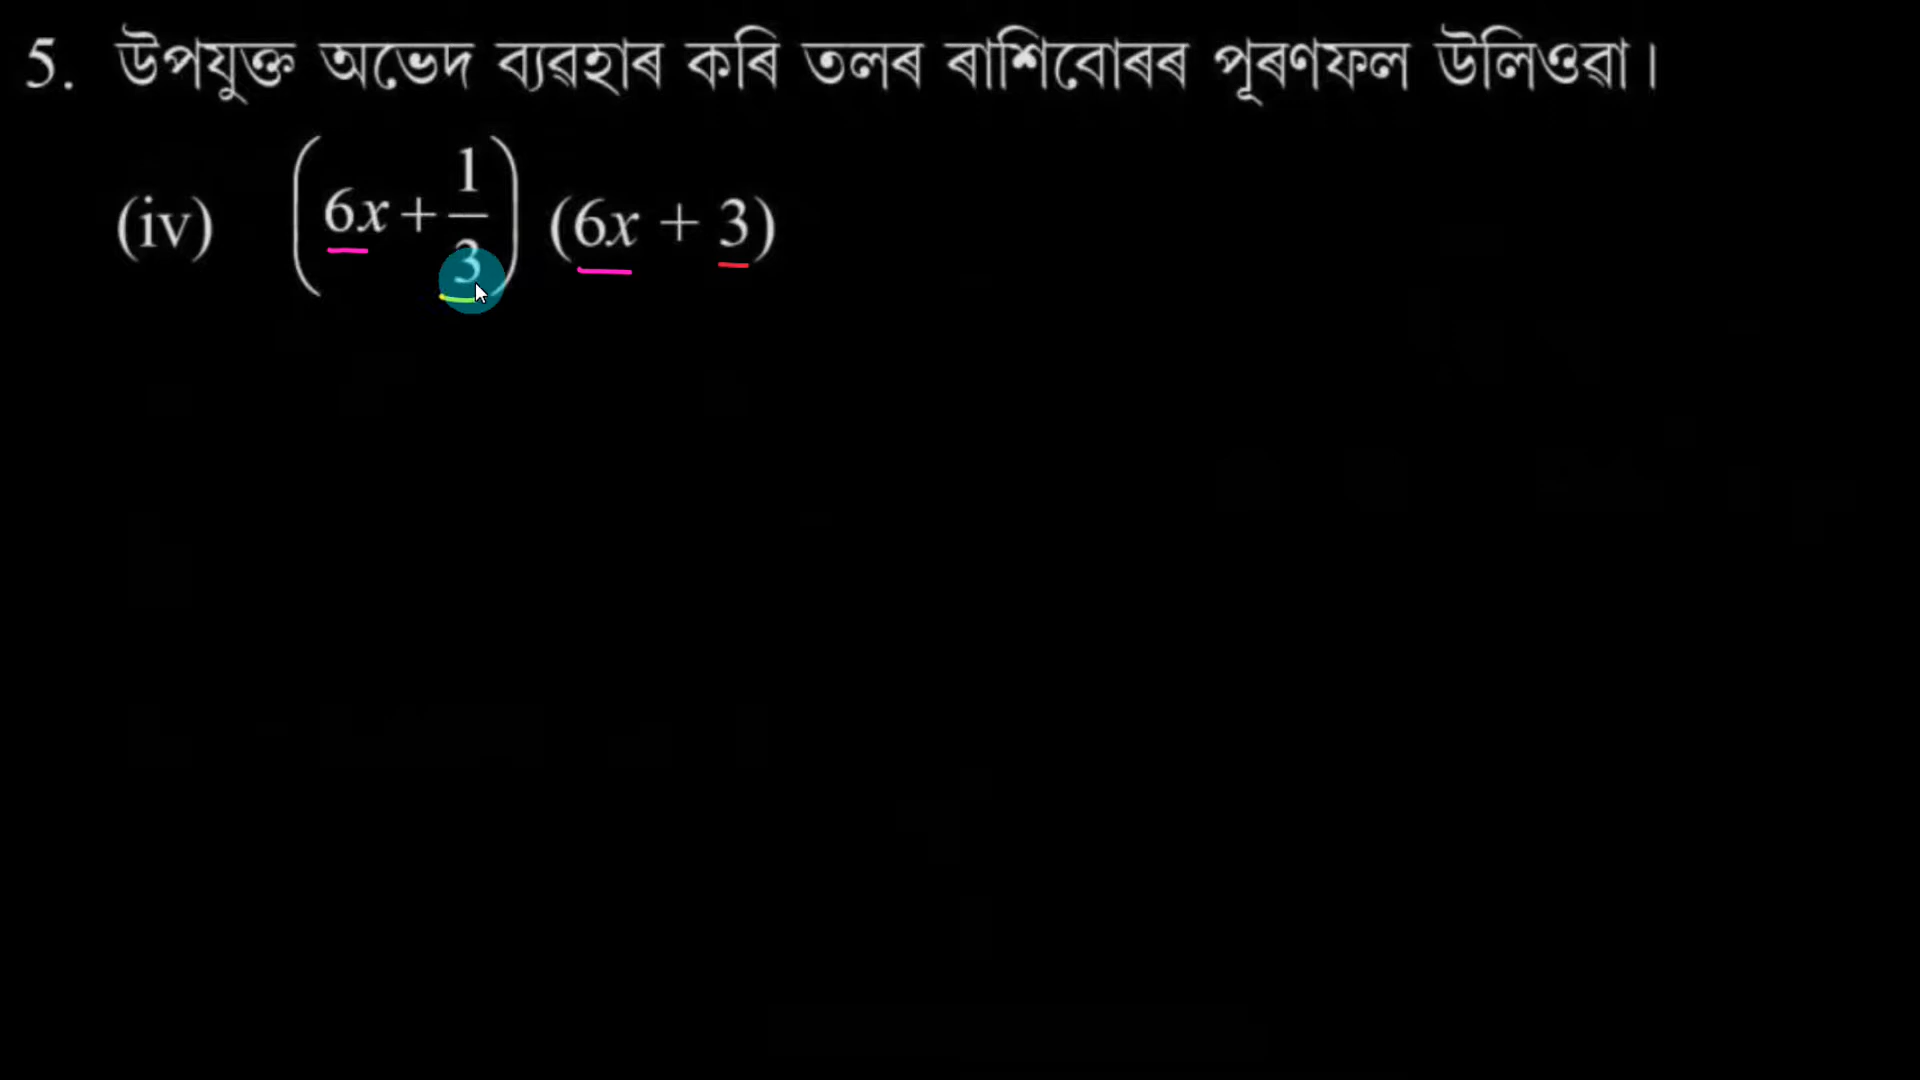 5. উপযুক্ত অভেদ ব্যৱহাৰ কৰি তলৰ ৰাশিবোৰৰ পূৰণফল উলিওৱা।
(iv) (6x + 1/3) (6x + 3)